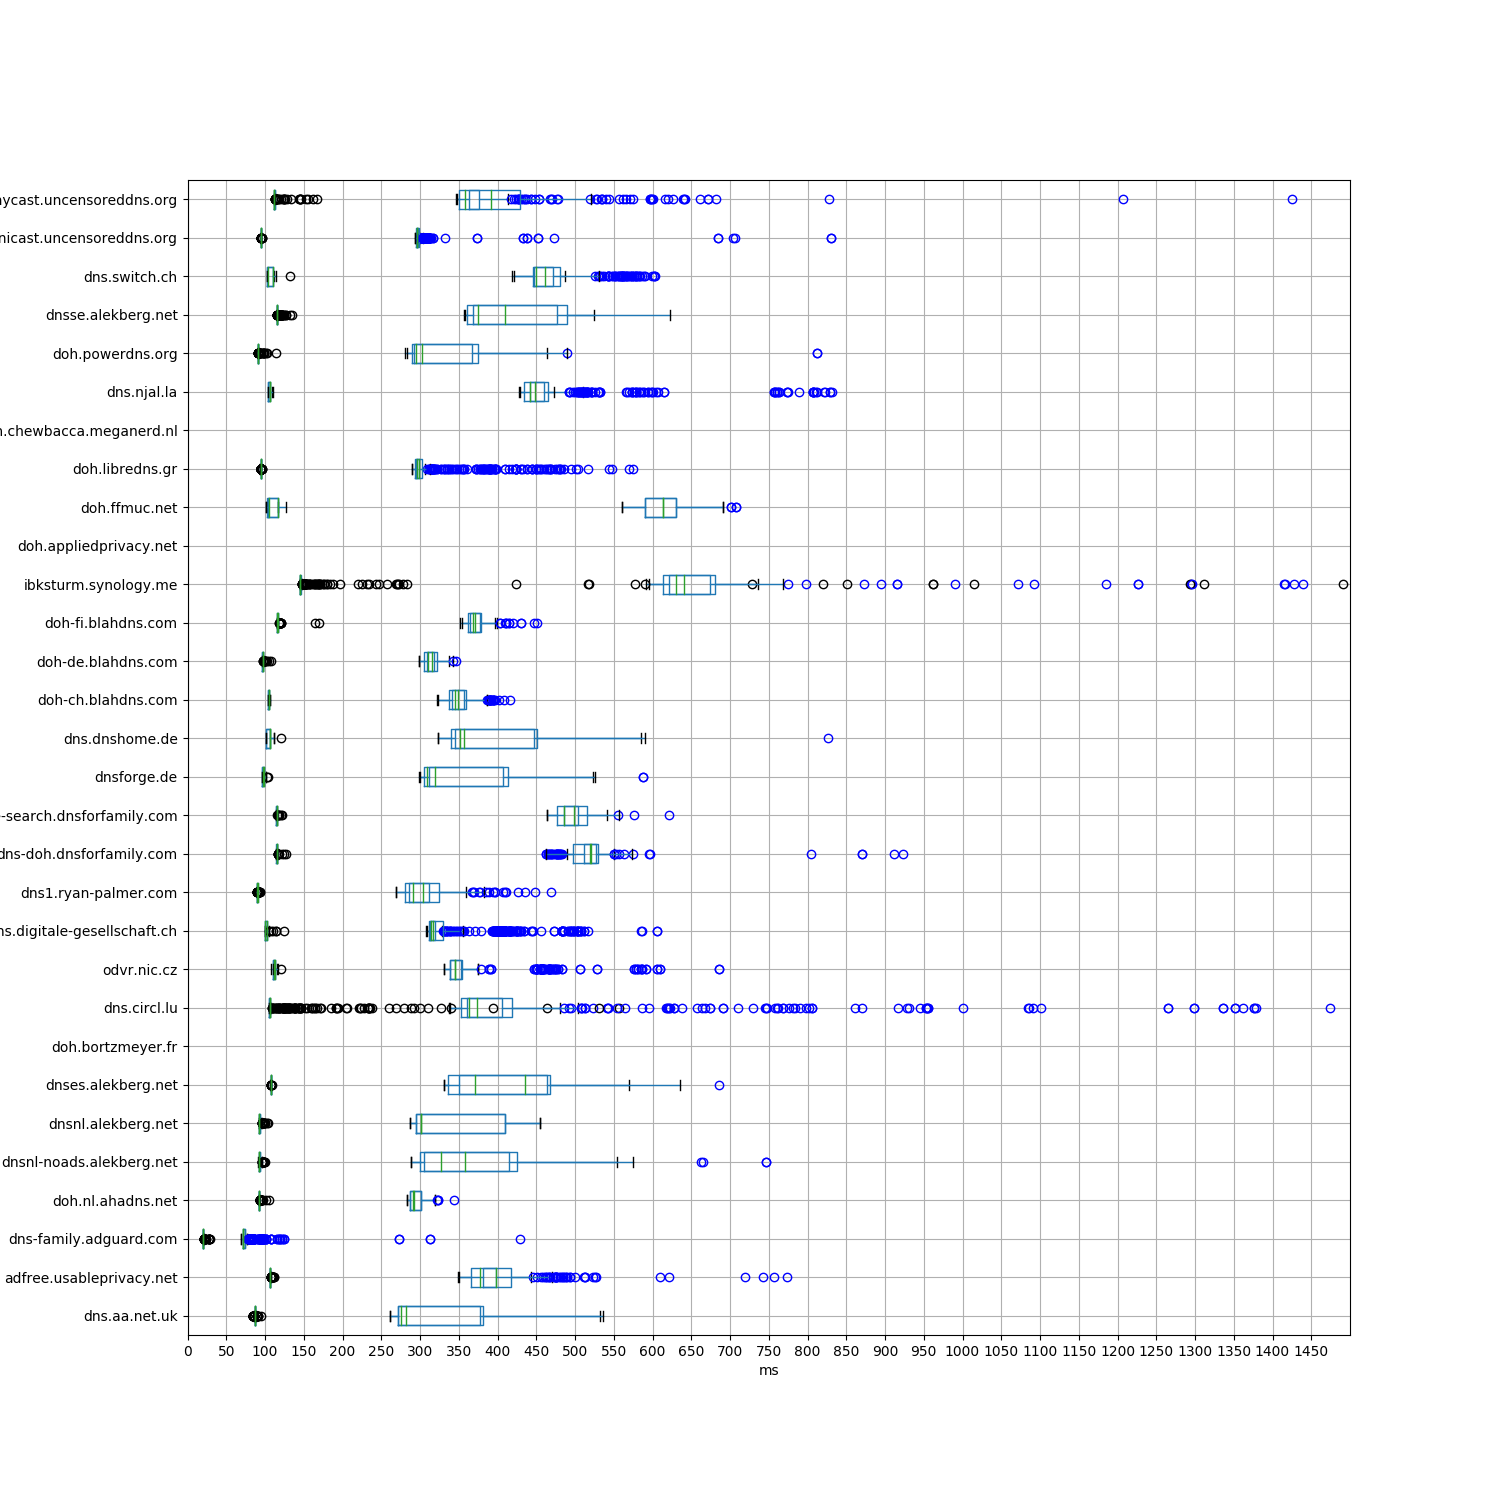 nycast.uncensoreddns.org
nicast.uncensoreddns.org
dns.switch.ch
dnsse.alekberg.net
doh.powerdns.org
dns.njal.la
n.chewbacca.meganerd.nl
doh.libredns.gr
doh.ffmuc.net
doh.appliedprivacy.net
ibksturm.synology.me
doh-fi.blahdns.com
doh-de.blahdns.com
doh-ch.blahdns.com
dns.dnshome.de
dnsforge.de
-search.dnsforfamily.com
dns-doh.dnsforfamily.com
dns1.ryan-palmer.com
ns.digitale-gesellschaft.ch
odvr.nic.cz
dns.circl.lu
doh.bortzmeyer.fr
dnses.alekberg.net
dnsnl.alekberg.net
dnsnl-noads.alekberg.net
doh.nl.ahadns.net
dns-family.adguard.com
adfree.usableprivacy.net
dns.aa.net.uk
0 50 100 150 200 250 300 350 400 450 500 550 600 650 700 750 800 850 900 950 1000 1050 1100 1150 1200 1250 1300 1350 1400 1450
ms